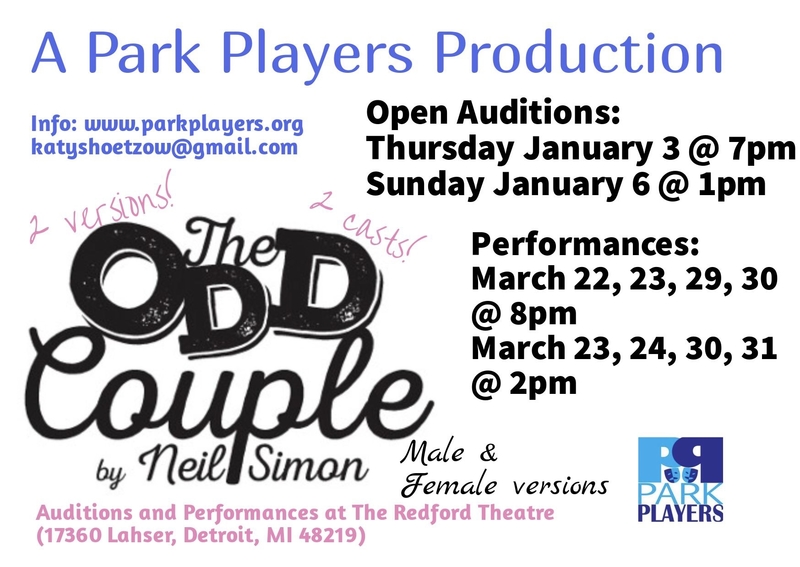 A Park Players Production
Info: www.parkplayers.org
katyshoetzow@gmail.com
Open Auditions:
Thursday January 3 @ 7pm
Sunday January 6 @ 1pm
2 versions!
2 casts!
The
ODD
Couple
by Neil Simon
Performances:
March 22, 23, 29, 30
@ 8pm
March 23, 24, 30, 31
@ 2pm
Male &
Female versions
PP
PARK
PLAYERS
Auditions and Performances at The Redford Theatre
(17360 Lahser, Detroit, MI 48219)